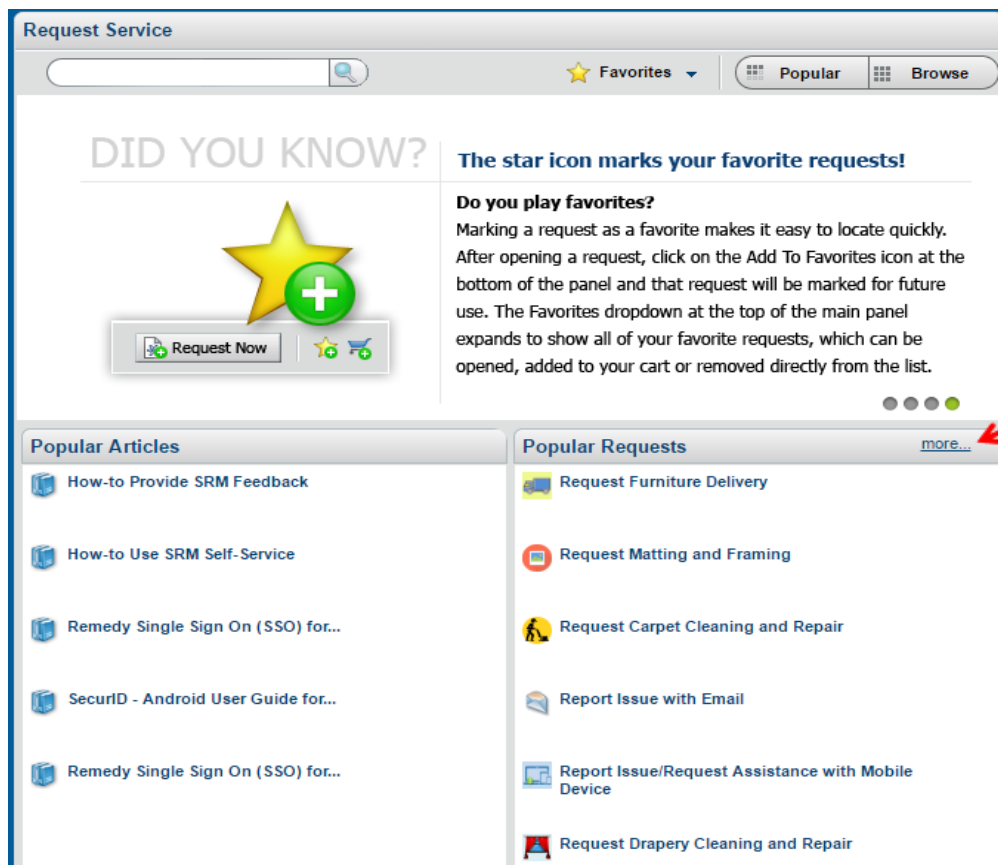 Request Service
Favorites
Popular
Browse
DID YOU KNOW?
The star icon marks your favorite requests!
Do you play favorites?
Marking a request as a favorite makes it easy to locate quickly.
After opening a request, click on the Add To Favorites icon at the
bottom of the panel and that request will be marked for future
use. The Favorites dropdown at the top of the main panel
expands to show all of your favorite requests, which can be
opened, added to your cart or removed directly from the list.
Request Now
Popular Articles
How-to Provide SRM Feedback
How-to Use SRM Self-Service
Remedy Single Sign On (SSO) for...
SecurID - Android User Guide for...
Remedy Single Sign On (SSO) for...
Popular Requests
more...
Request Furniture Delivery
Request Matting and Framing
Request Carpet Cleaning and Repair
Report Issue with Email
Report Issue/Request Assistance with Mobile
Device
Request Drapery Cleaning and Repair